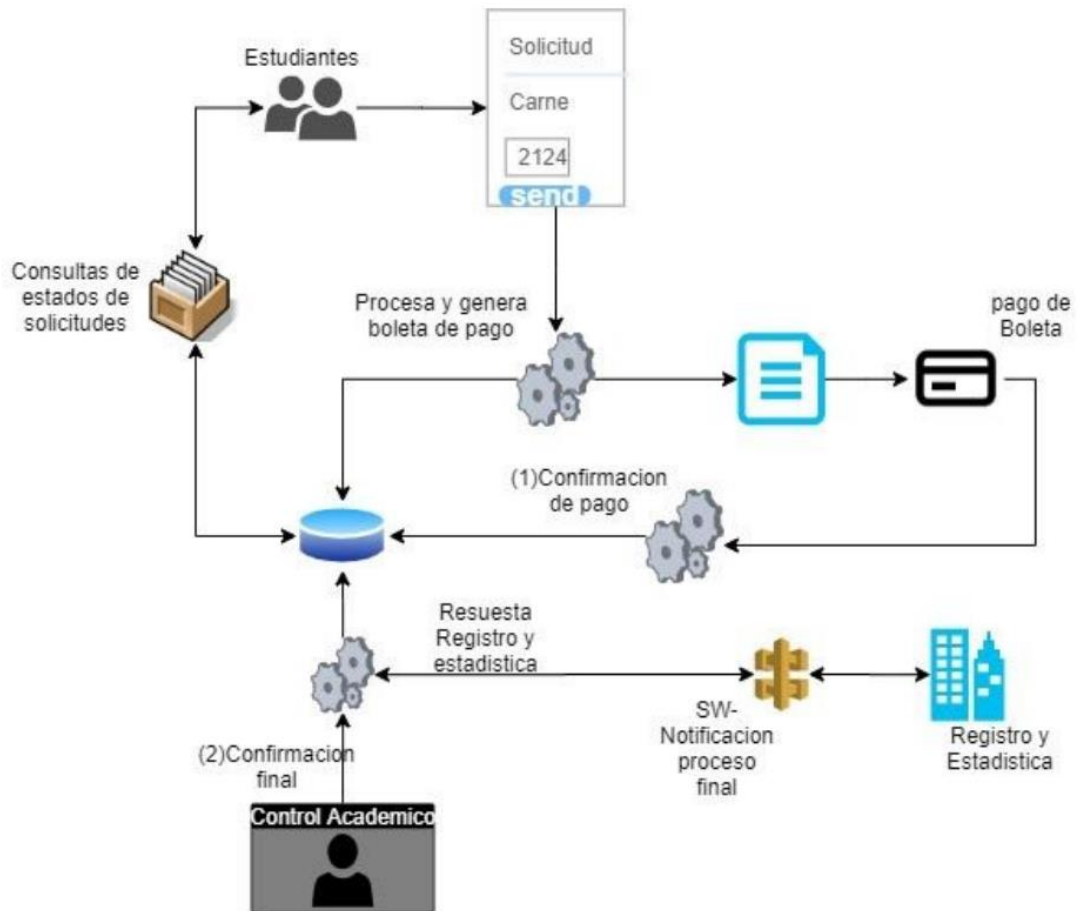 Estudiantes
Solicitud
Carne
2124
send
Consultas de
estados de
solicitudes
Procesa y genera
boleta de pago
pago de
Boleta
(1)Confirmacion
de pago
Resuesta
Registro y
estadistica
SW-
Notificacion
proceso
final
Registro y
Estadistica
(2)Confirmacion
final
Control Academico